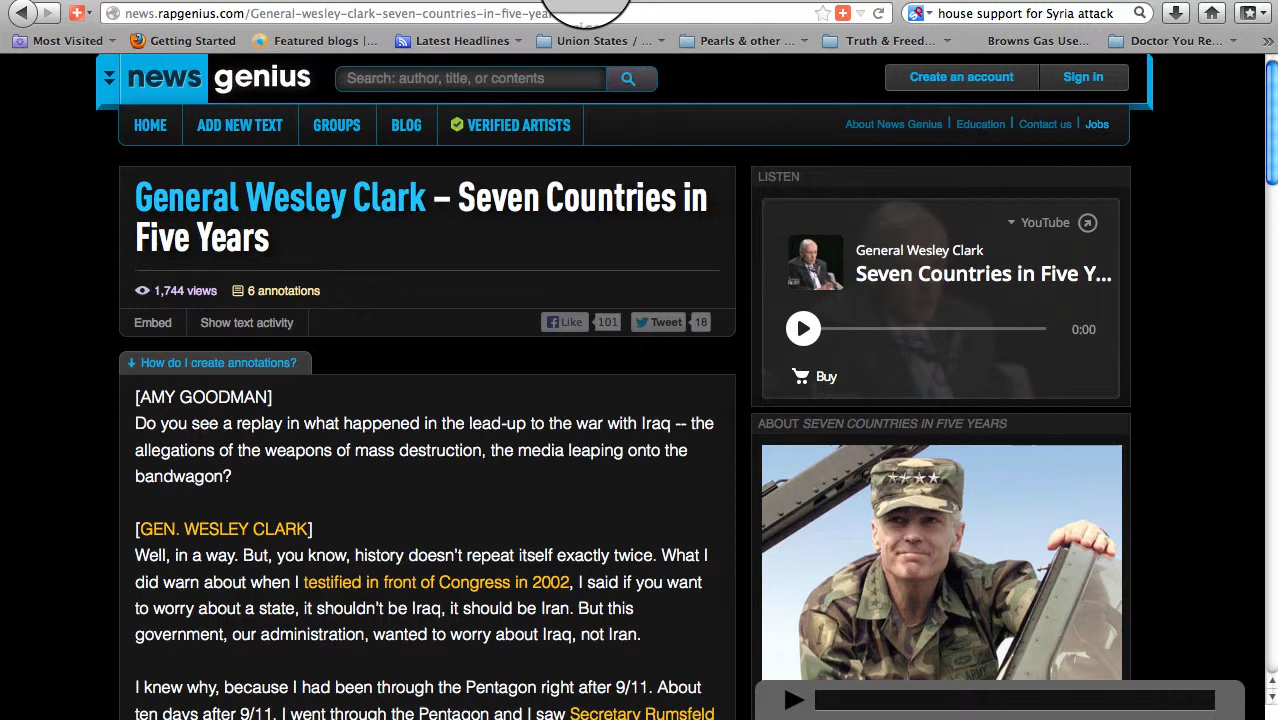 news.rapgenius.com/General-wesley-clark-seven-countries-in-five-yea
house support for Syria attack
Most Visited
Getting Started
Featured blogs |...
Latest Headlines
Union States / ...
Pearls & other ...
Truth & Freed...
Browns Gas Use...
Doctor You Re...
news genius
Search: author, title, or contents
Create an account
Sign in
HOME
ADD NEW TEXT
GROUPS
BLOG
VERIFIED ARTISTS
About News Genius | Education | Contact us | Jobs
General Wesley Clark – Seven Countries in
Five Years
1,744 views
6 annotations
Embed
Show text activity
Like
101
Tweet
18
How do I create annotations?
[AMY GOODMAN]
Do you see a replay in what happened in the lead-up to the war with Iraq -- the
allegations of the weapons of mass destruction, the media leaping onto the
bandwagon?
[GEN. WESLEY CLARK]
Well, in a way. But, you know, history doesn't repeat itself exactly twice. What I
did warn about when I testified in front of Congress in 2002, I said if you want
to worry about a state, it shouldn't be Iraq, it should be Iran. But this
government, our administration, wanted to worry about Iraq, not Iran.
I knew why, because I had been through the Pentagon right after 9/11. About
ten days after 9/11, I went through the Pentagon and I saw Secretary Rumsfeld
LISTEN
YouTube
General Wesley Clark
Seven Countries in Five Y...
0:00
Buy
ABOUT SEVEN COUNTRIES IN FIVE YEARS